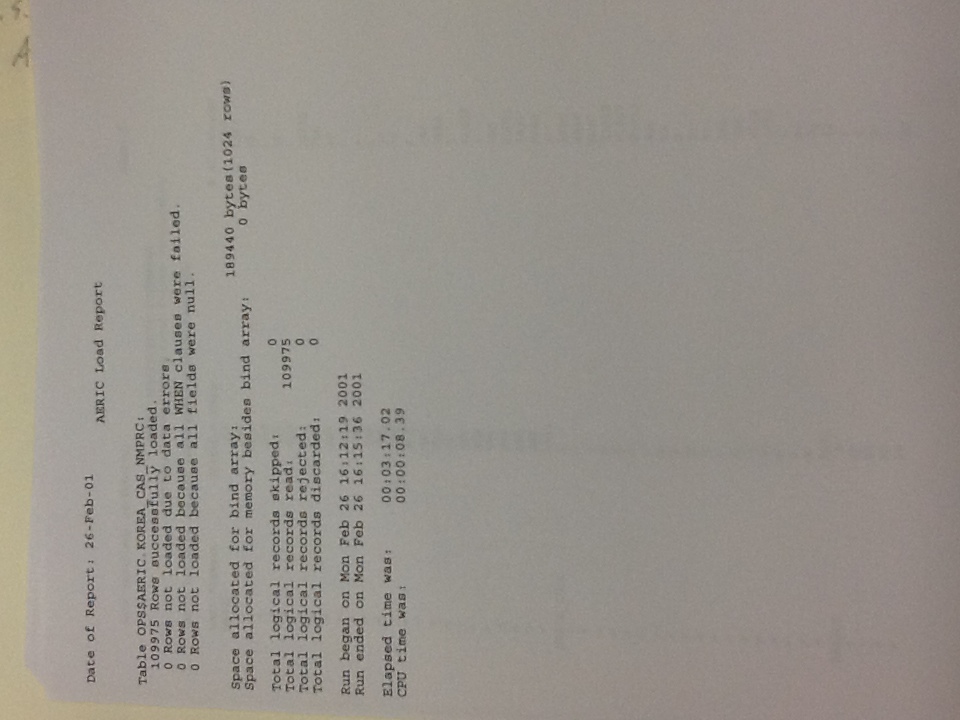 Date of Report: 26-Feb-01
AERIC Load Report
Table OPS$AERIC.KOREA_CAS_NMPRC:
109975 Rows successfully loaded.
0 Rows not loaded due to data errors.
0 Rows not loaded because all WHEN clauses were failed.
0 Rows not loaded because all fields were null.
Space allocated for bind array: 189440 bytes(1024 rows)
Space allocated for memory besides bind array: 0 bytes
Total logical records skipped: 0
Total logical records read: 109975
Total logical records rejected: 0
Total logical records discarded: 0
Run began on Mon Feb 26 16:12:19 2001
Run ended on Mon Feb 26 16:15:36 2001
Elapsed time was: 00:03:17.02
CPU time was: 00:00:08.39